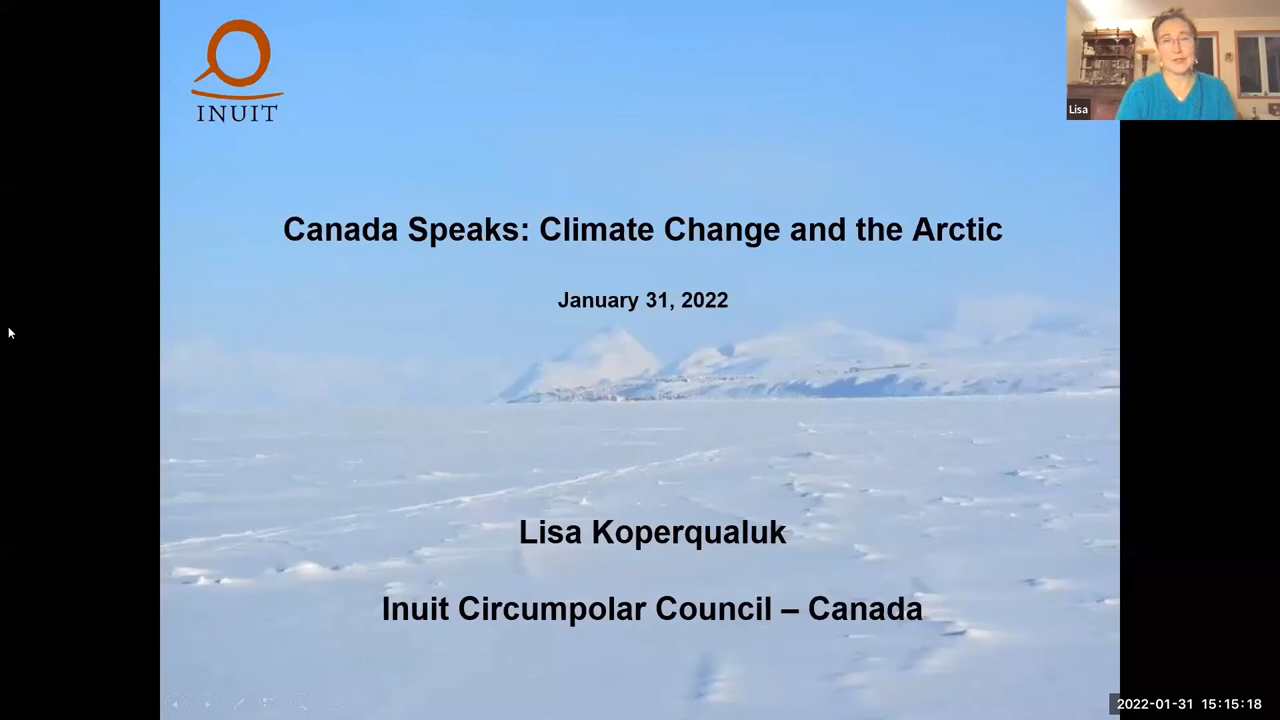 INUIT
Lisa
Canada Speaks: Climate Change and the Arctic
January 31, 2022
Lisa Koperqualuk
Inuit Circumpolar Council – Canada
2022-01-31 15:15:18